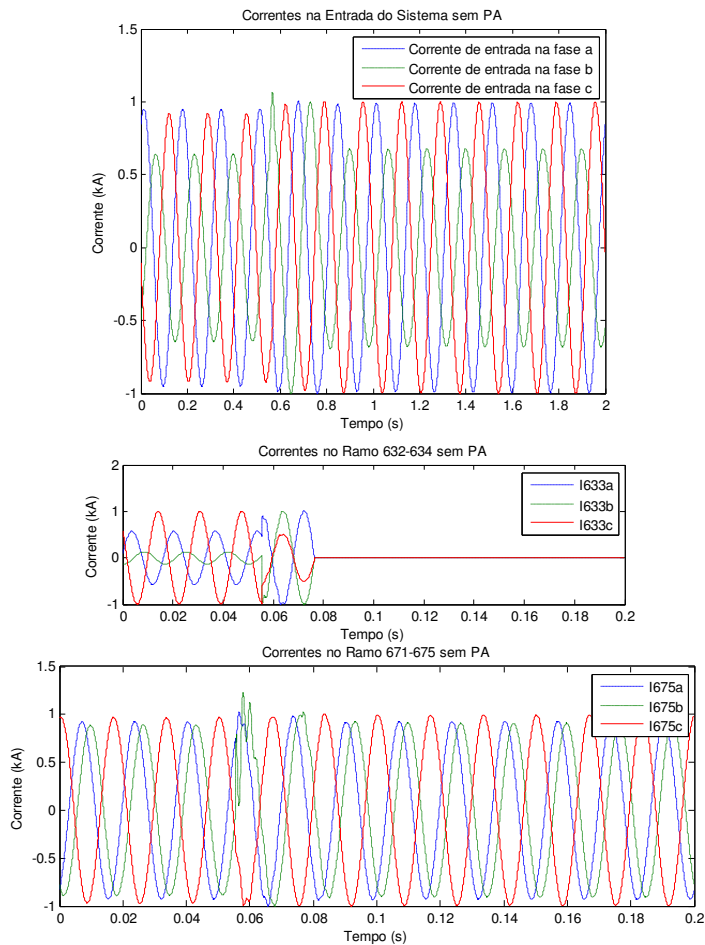 Correntes na Entrada do Sistema sem PA
1.5
1
0.5
0
-0.5
-1
Corrente (kA)
Corrente de entrada na fase a
Corrente de entrada na fase b
Corrente de entrada na fase c
0 0.2 0.4 0.6 0.8 1 1.2 1.4 1.6 1.8 2
Tempo (s)
Correntes no Ramo 632-634 sem PA
2
1
0
-1
Corrente (kA)
I633a
I633b
I633c
0 0.02 0.04 0.06 0.08 0.1 0.12 0.14 0.16 0.18 0.2
Tempo (s)
Correntes no Ramo 671-675 sem PA
1.5
1
0.5
0
-0.5
-1
Corrente (kA)
I675a
I675b
I675c
0 0.02 0.04 0.06 0.08 0.1 0.12 0.14 0.16 0.18 0.2
Tempo (s)